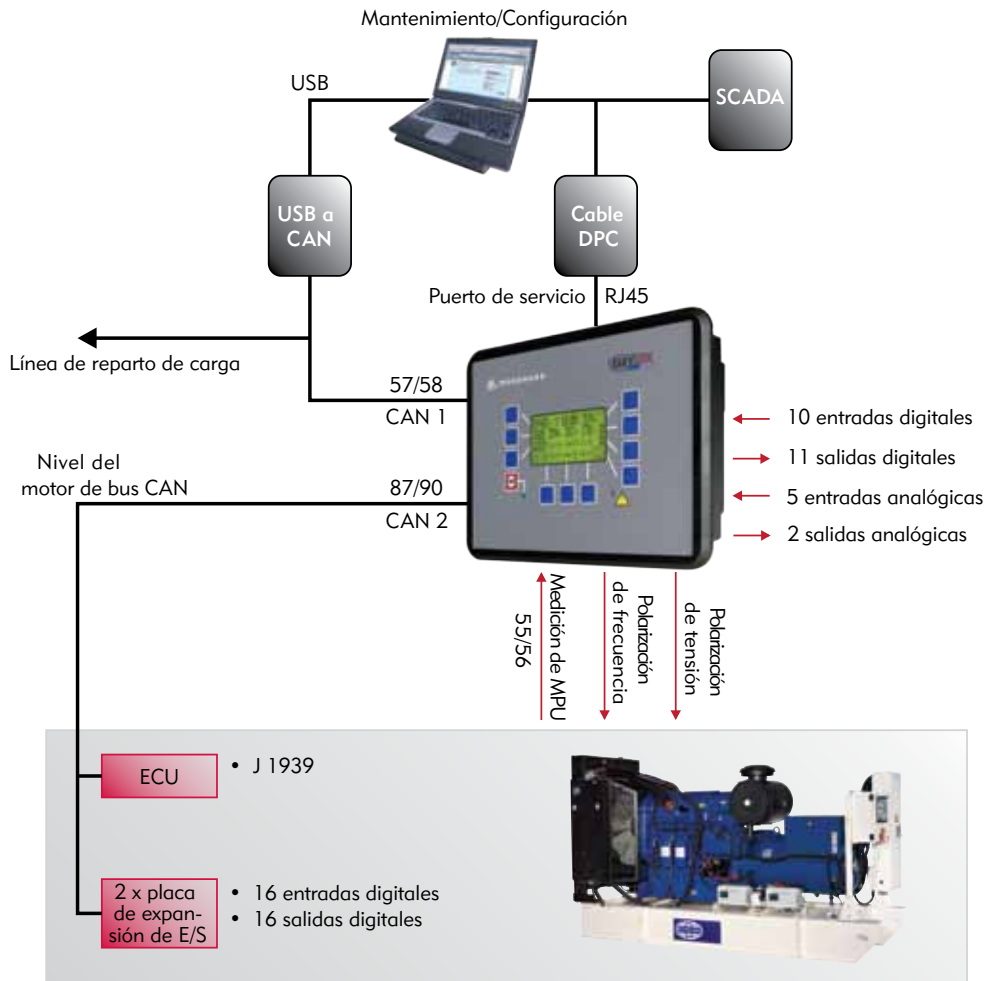 Mantenimiento/Configuración
USB
SCADA
USB a
CAN
Cable
DPC
Puerto de servicio
RJ45
Línea de reparto de carga
57/58
CAN 1
WOODWARD
10 entradas digitales
11 salidas digitales
5 entradas analógicas
2 salidas analógicas
Nivel del
motor de bus CAN
87/90
CAN 2
Medición de MPU
55/56
Polarización
de frecuencia
Polarización
de tensión
ECU
• J 1939
2 x placa
de expan-
sión de E/S
• 16 entradas digitales
• 16 salidas digitales